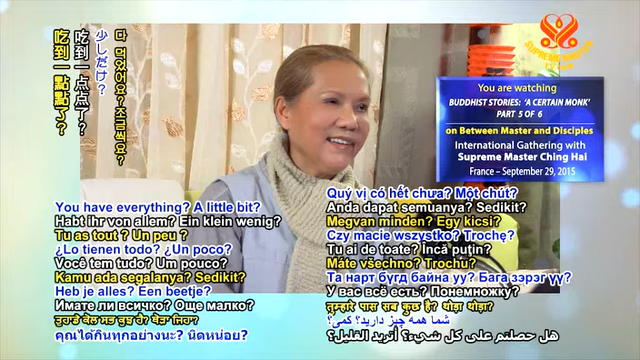 吃到一點點了?
吃到一点点了?
少しだけ?
다 먹었어요? 조금씩요?
SUPREME MASTER
You are watching
BUDDHIST STORIES: ‘A CERTAIN MONK’
PART 5 OF 6
on Between Master and Disciples
International Gathering with
Supreme Master Ching Hai
France – September 29, 2015
You have everything? A little bit?
Habt ihr von allem? Ein klein wenig?
Tu as tout ? Un peu ?
¿Lo tienen todo? ¿Un poco?
Você tem tudo? Um pouco?
Kamu ada segalanya? Sedikit?
Heb je alles? Een beetje?
Имате ли всичко? Още малко?
คุณได้กินทุกอย่างนะ? นิดหน่อย?
Quý vị có hết chưa? Một chút?
Anda dapat semuanya? Sedikit?
Megvan minden? Egy kicsi?
Czy macie wszystko? Trochę?
Tu ai de toate? Încă puţin?
Máte všechno? Trochu?
Та нарт бүгд байна уу? Бага зэрэг үү?
У вас всё есть? Понемножку?
तुम्हारे पास सब कुछ है? थोड़ा थोड़ा?
شما همه چیز دارید؟ کمی؟
هل حصلتم على كل شيء؟ أتريد القليل؟